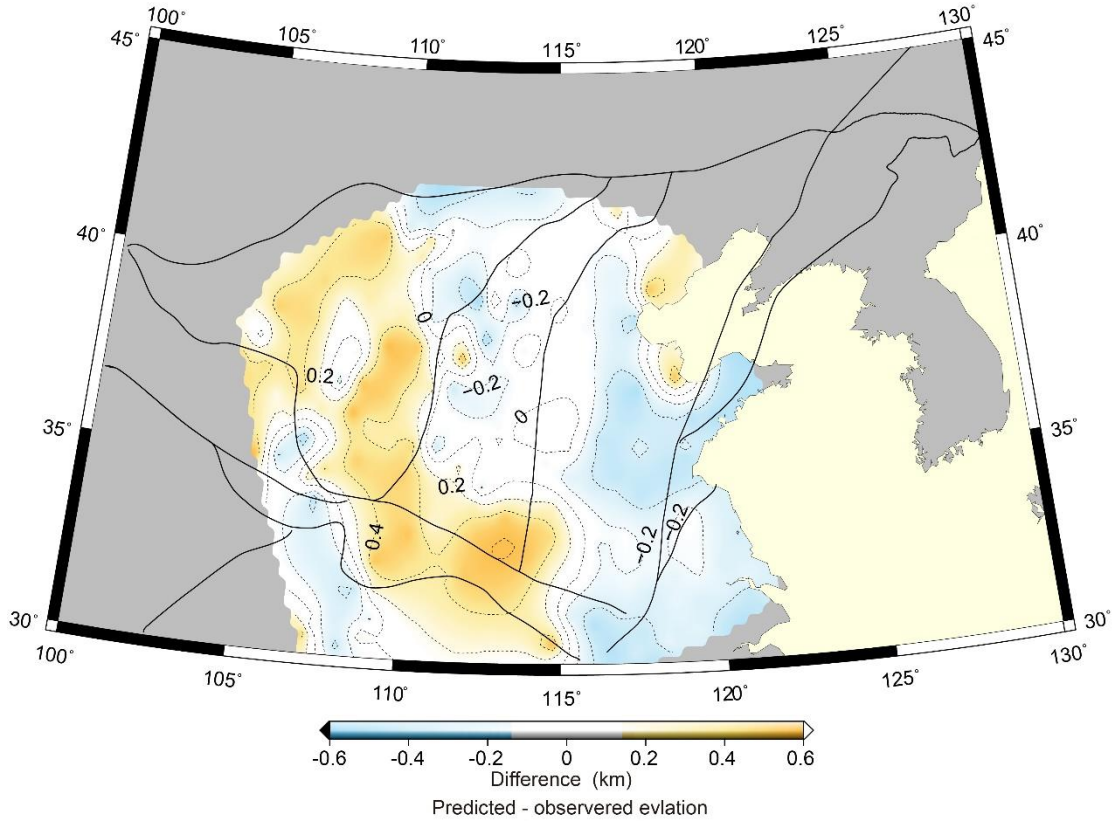 100˚ 130˚
45˚ 105˚ 110˚ 115˚ 120˚ 125˚ 45˚
40˚ 40˚
−0.2
0
0.2
−0.2
0
35˚ 35˚
0.2
0.4
−0.2
−0.2
30˚ 30˚
100˚ 130˚
105˚ 110˚ 115˚ 120˚ 125˚
-0.6 -0.4 -0.2 0 0.2 0.4 0.6
Difference (km)
Predicted - observered evlation